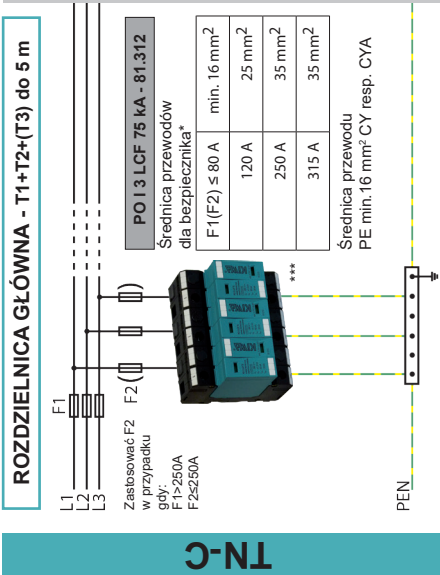 ROZDZIELNICA GŁÓWNA - T1+T2+(T3) do 5 m
L1
L2
L3
F1
F2
Zastosować F2
w przypadku
gdy:
F1>250A
F2≤250A
PO I 3 LCF 75 kA - 81.312
Średnica przewodów
dla bezpiecznika*
F1(F2) ≤ 80 A min. 16 mm²
120 A 25 mm²
250 A 35 mm²
315 A 35 mm²
Średnica przewodu
PE min.16 mm² CY resp. CYA
***
PEN
TN-C